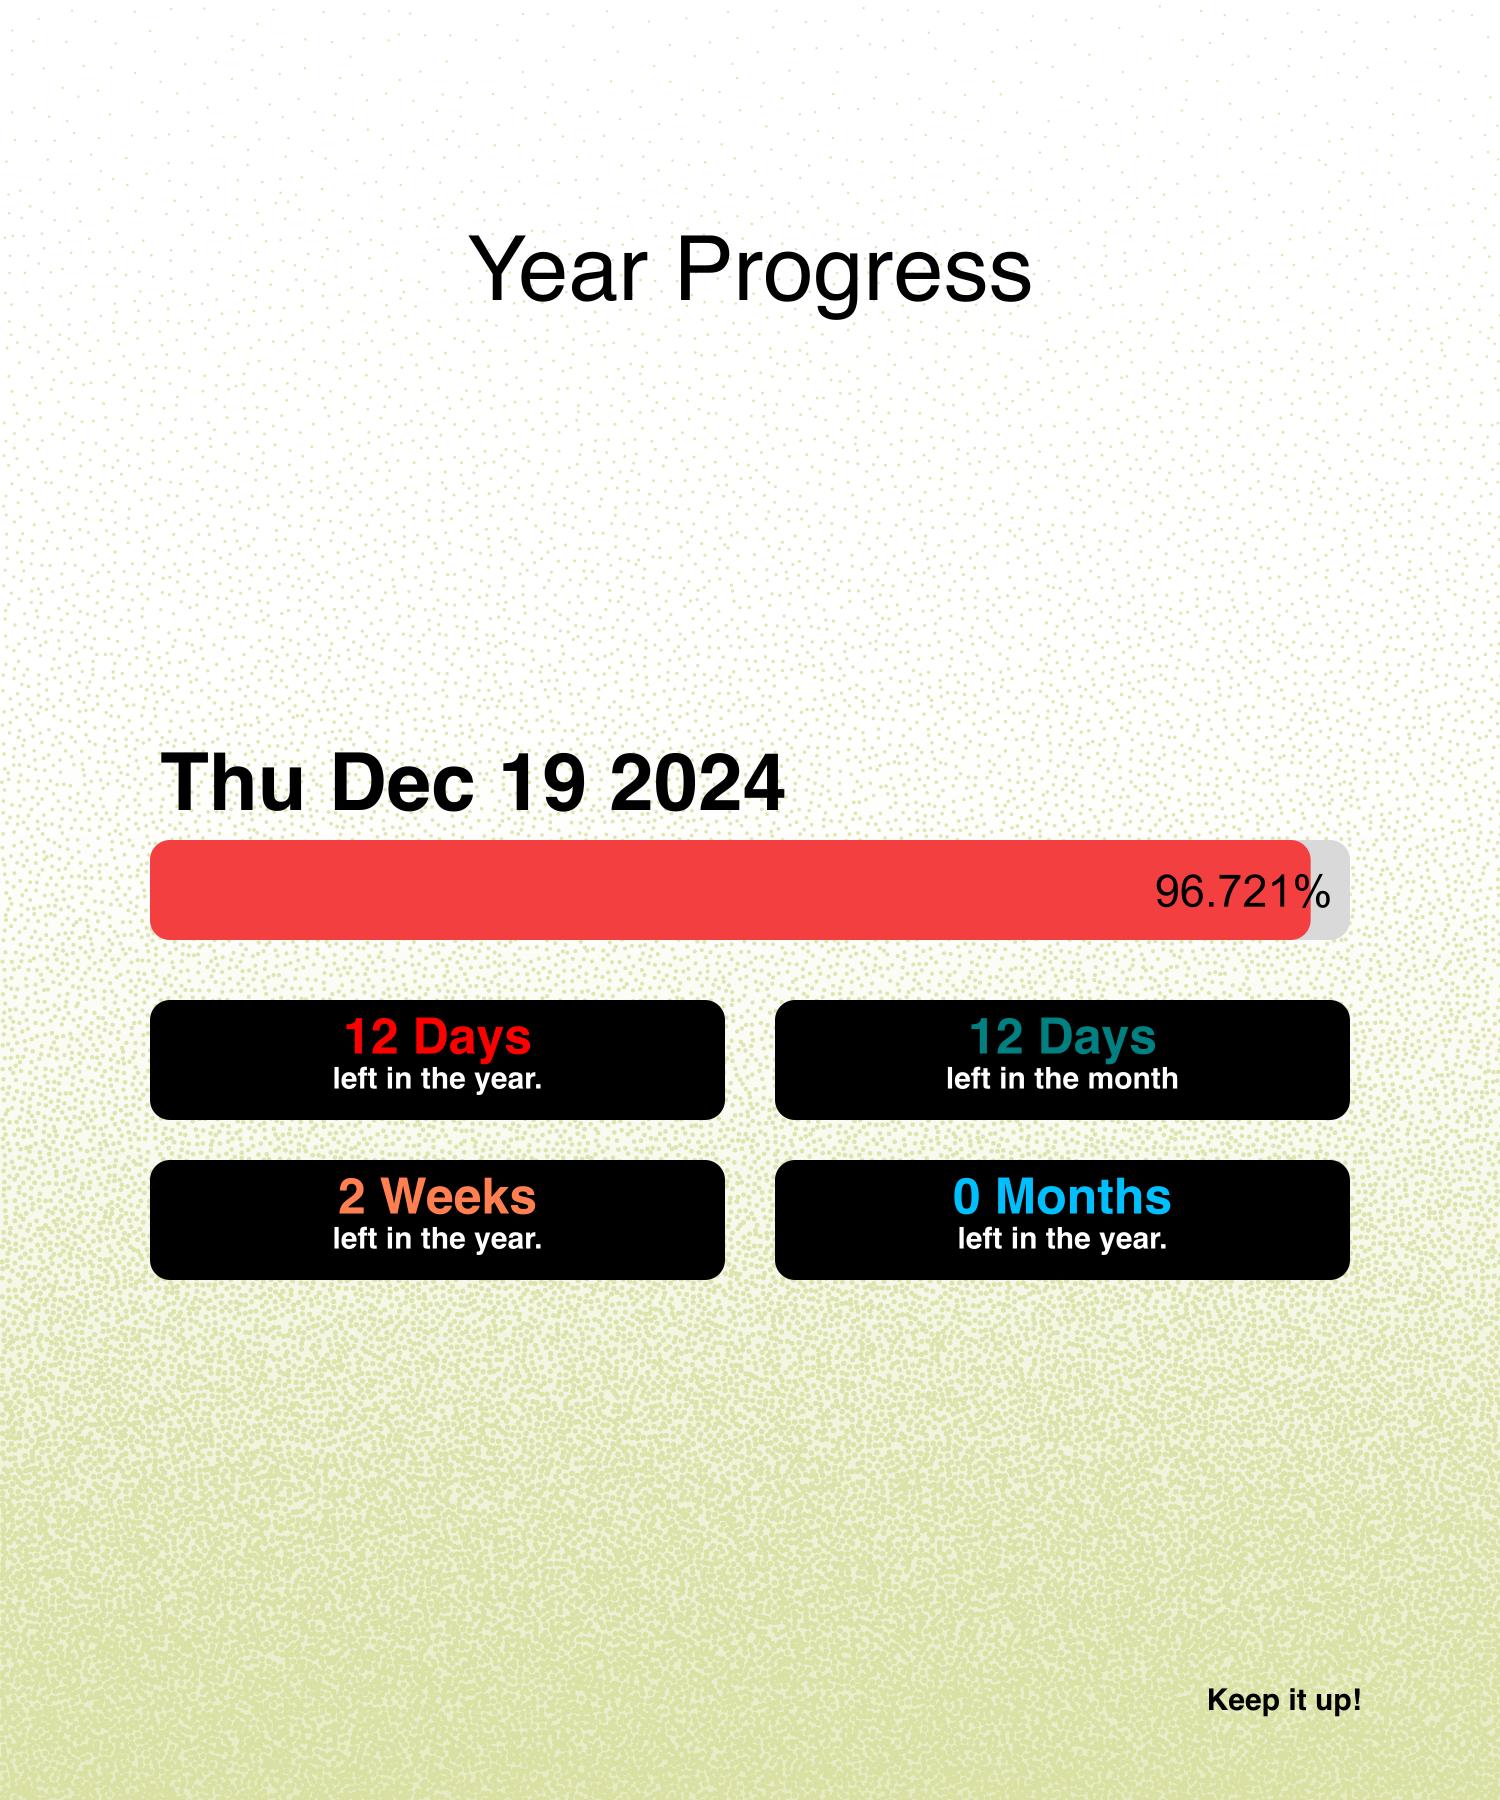 Year Progress
Thu Dec 19 2024
96.721%
12 Days
left in the year.
12 Days
left in the month
2 Weeks
left in the year.
0 Months
left in the year.
Keep it up!